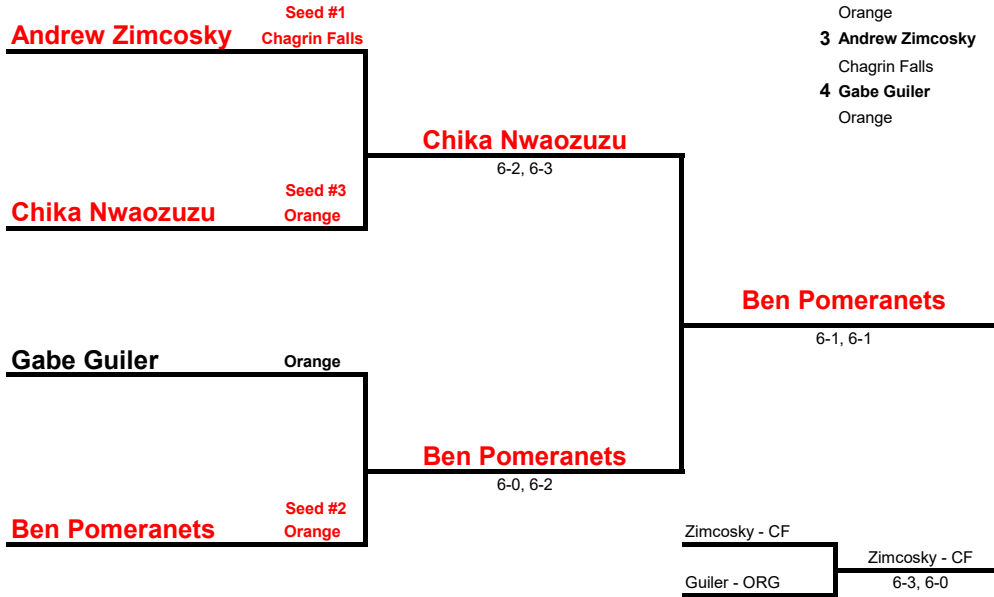 Seed #1
Andrew Zimcosky Chagrin Falls
Orange
3 Andrew Zimcosky
Chagrin Falls
4 Gabe Guiler
Orange
Chika Nwaozuzu
6-2, 6-3
Seed #3
Chika Nwaozuzu Orange
Ben Pomeranets
6-1, 6-1
Gabe Guiler Orange
Ben Pomeranets
6-0, 6-2
Seed #2
Ben Pomeranets Orange
Zimcosky - CF
Zimcosky - CF
6-3, 6-0
Guiler - ORG